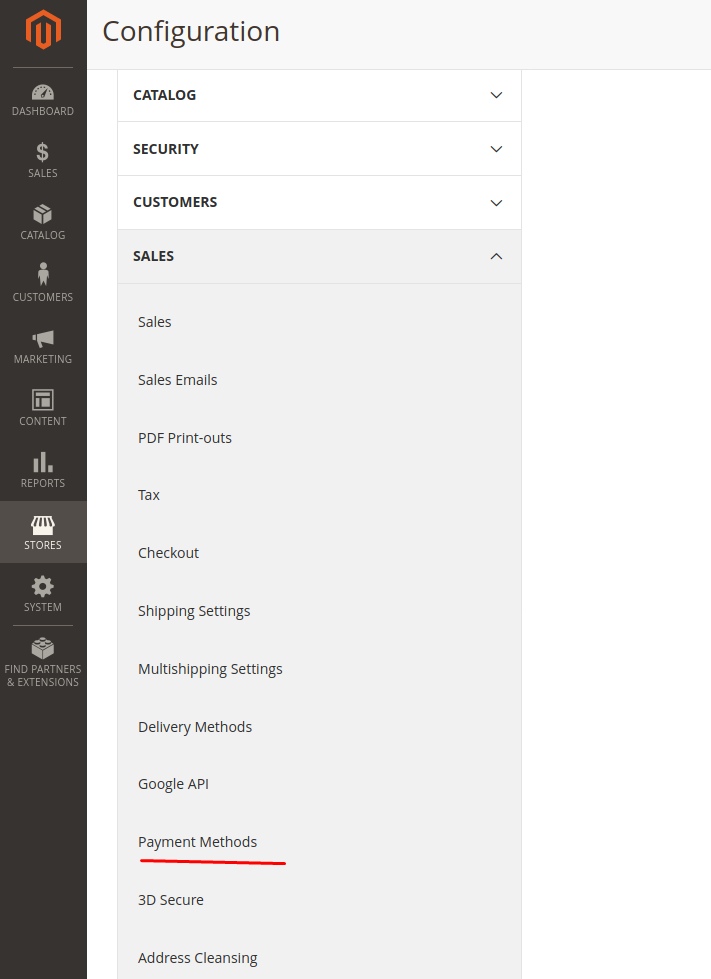 Configuration
DASHBOARD
SALES
CATALOG
CUSTOMERS
MARKETING
CONTENT
REPORTS
STORES
SYSTEM
FIND PARTNERS
& EXTENSIONS
CATALOG
SECURITY
CUSTOMERS
SALES
Sales
Sales Emails
PDF Print-outs
Tax
Checkout
Shipping Settings
Multishipping Settings
Delivery Methods
Google API
Payment Methods
3D Secure
Address Cleansing